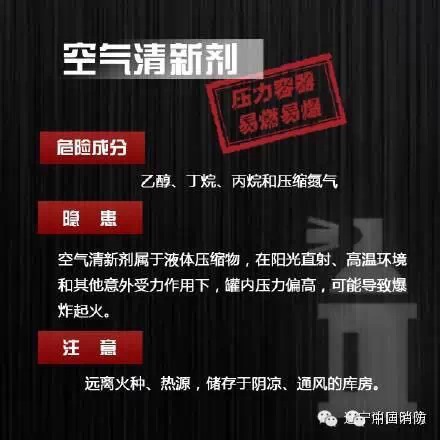 空气清新剂
压力容器
易燃易爆
危险成分
乙醇、丁烷、丙烷和压缩氮气
隐 患
空气清新剂属于液体压缩物，在阳光直射、高温环境
和其他意外受力作用下，罐内压力偏高，可能导致爆
炸起火。
注 意
远离火种、热源，储存于阴凉、通风的库房。